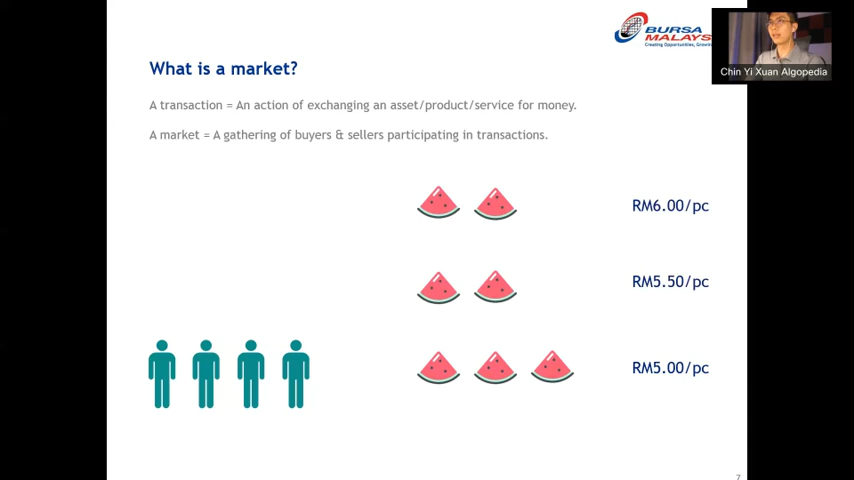 BURSA
MALAYS
Creating Opportunities, Growin
Chin Yi Xuan Algopedia
What is a market?
A transaction = An action of exchanging an asset/product/service for money.
A market = A gathering of buyers & sellers participating in transactions.
RM6.00/pc
RM5.50/pc
RM5.00/pc
7